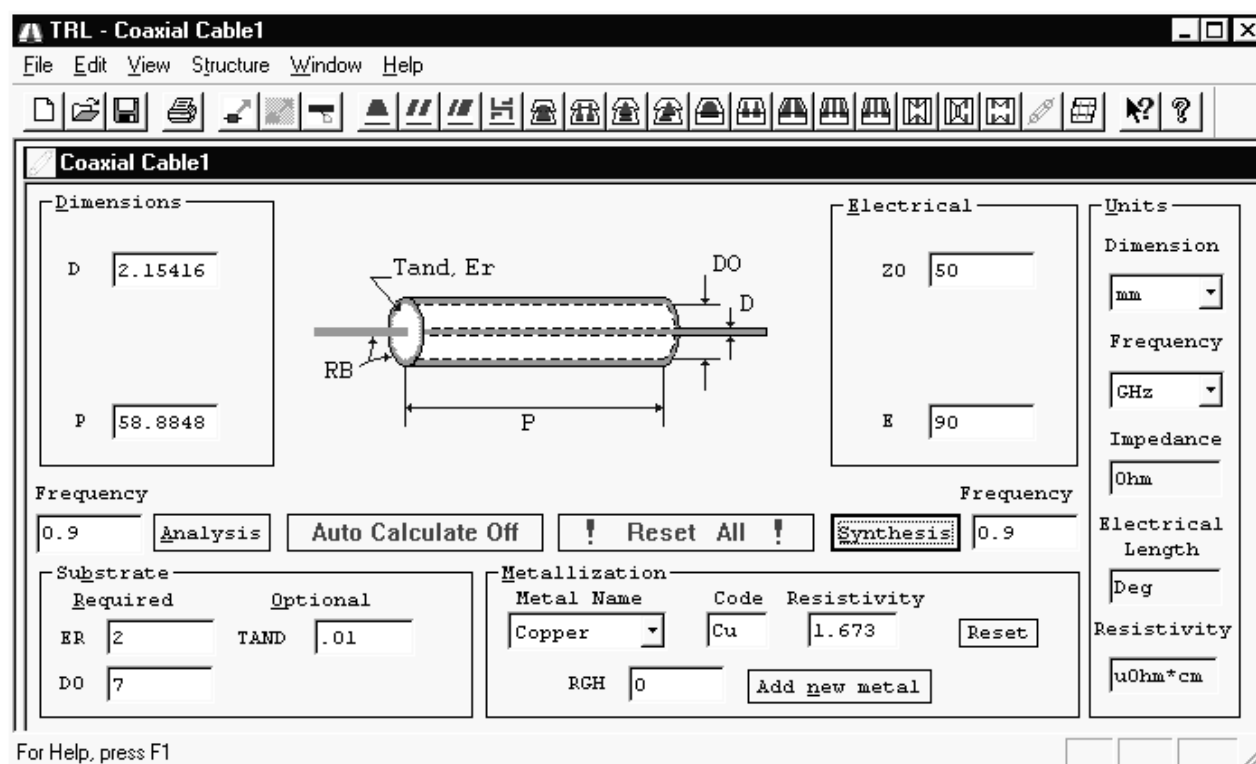 TRL - Coaxial Cable1
File Edit View Structure Window Help
Coaxial Cable1
Dimensions
D 2.15416
P 58.8848
Tand, Er
DO
D
RB
P
Electrical
ZO 50
E 90
Units
Dimension
mm
Frequency
GHz
Impedance
Ohm
Electrical
Length
Deg
Resistivity
uOhm*cm
Frequency
0.9 Analysis Auto Calculate Off ! Reset All ! Synthesis
Frequency
0.9
Substrate
Required Optional
ER 2 TAND .01
DO 7
Metallization
Metal Name Code Resistivity
Copper Cu 1.673 Reset
RGH 0 Add new metal
For Help, press F1